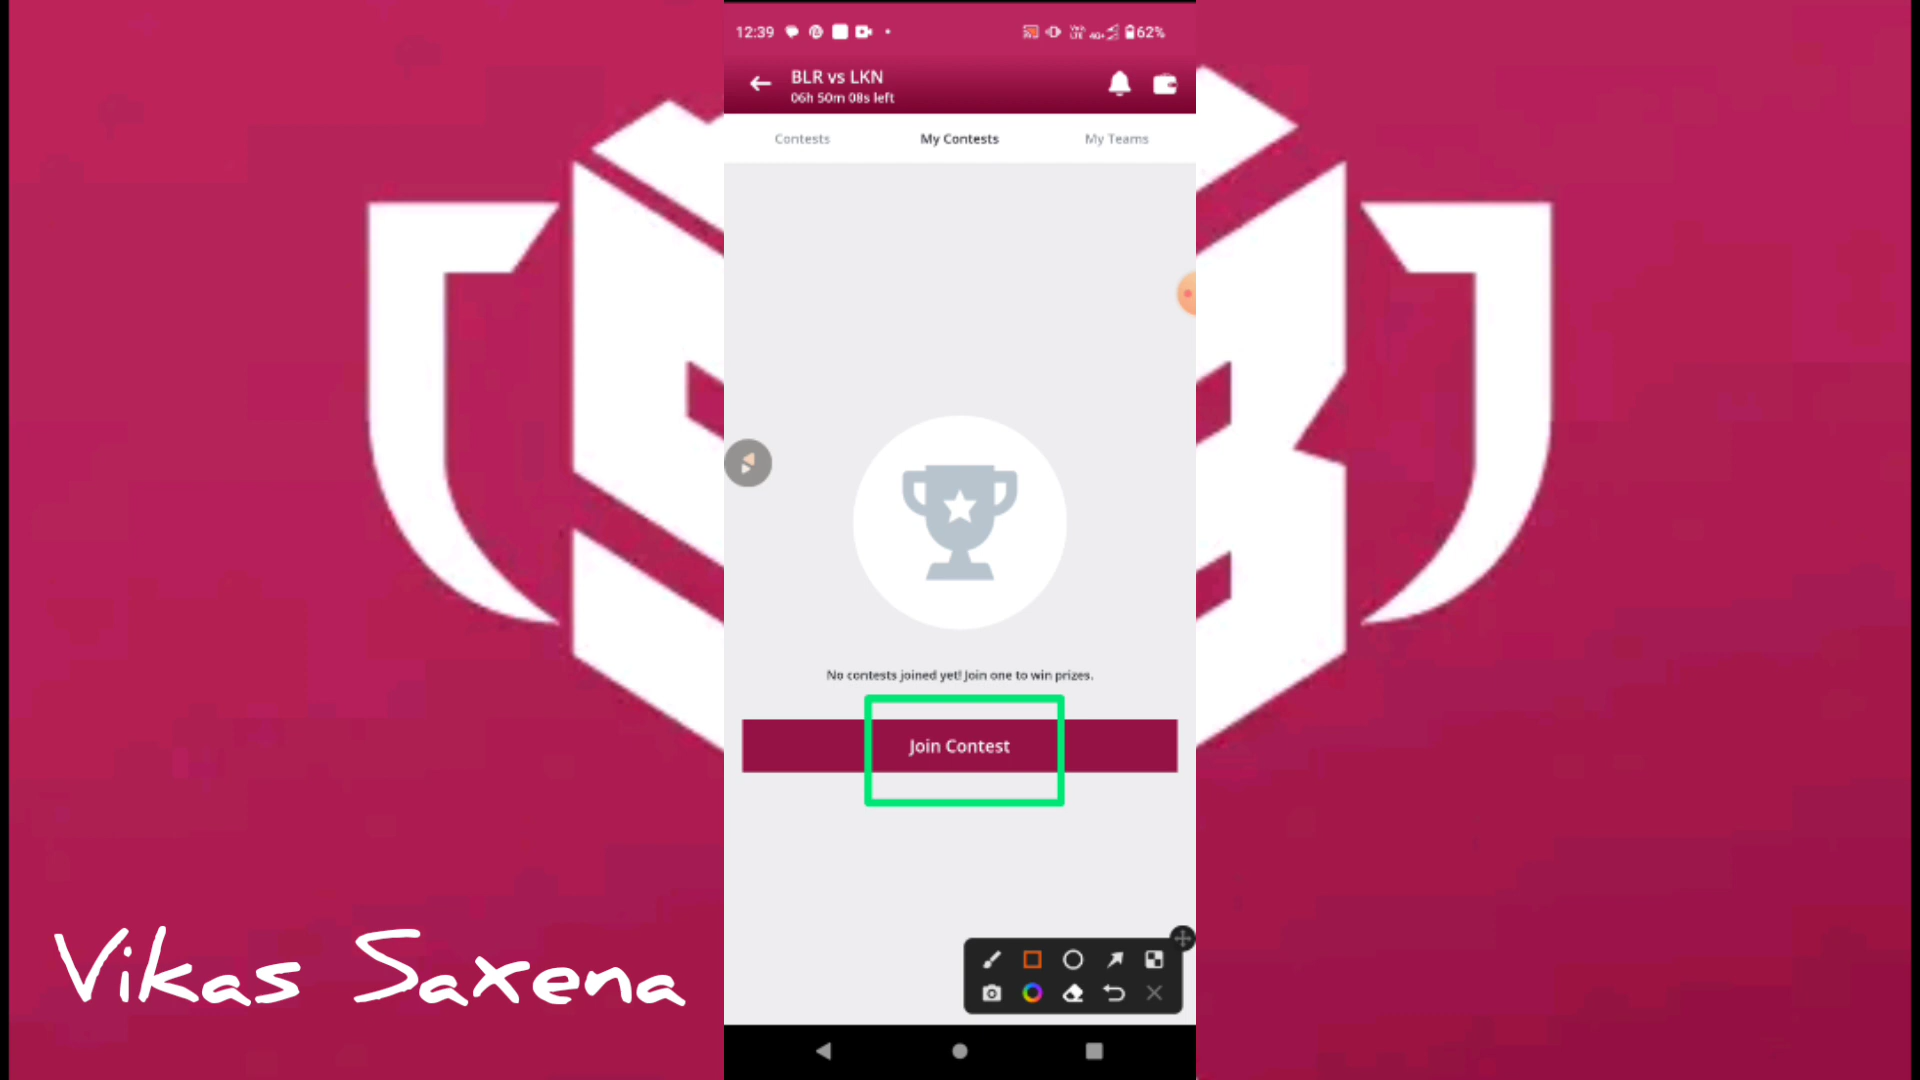 12:39
62%
BLR vs LKN
06h 50m 08s left
Contests My Contests My Teams
No contests joined yet! Join one to win prizes.
Join Contest
Vikas Saxena